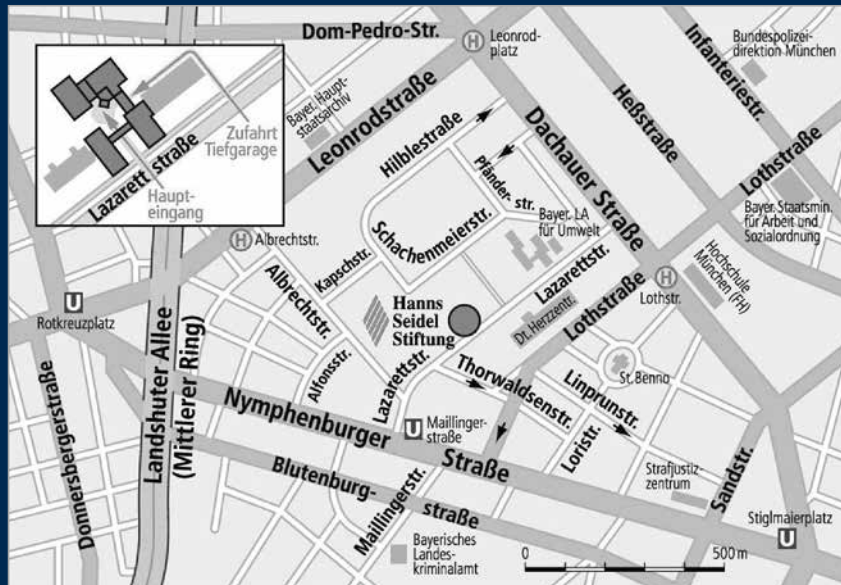 Dom-Pedro-Str.
H
Leonrod-
platz
Bundespolizei-
direktion München
Infanteriestr.
Heßstraße
Zufahrt
Tiefgarage
Lazarett straße
Haupt-
eingang
Bayer. Haupt-
staatsarchiv
Leonrodstraße
Hilblestraße
Pfänder-
str.
Dachauer Straße
Lothstraße
Bayer. Staatsmin.
für Arbeit und
Sozialordnung
H
Albrechtstr.
Kapschstr.
Schachenmeierstr.
Bayer. LA
für Umwelt
Lazarettstr.
Hochschule
München (FH)
H
Lothstr.
U
Rotkreuzplatz
Albrechtstr.
Hanns
Seidel
Stiftung
Dt. Herzzentr.
Lothstraße
St. Benno
Donnersbergerstraße
Landshuter Allee
(Mittlerer Ring)
Alfonsstr.
Lazarettstr.
Thorwaldsenstr.
Linprunstr.
Nymphenburger
Straße
U
Maillinger-
straße
Loristr.
Strafjustiz-
zentrum
Sandstr.
Stiglmaierplatz
U
Blutenburg-
straße
Maillingerstr.
Bayerisches
Landes-
kriminalamt
0
500 m